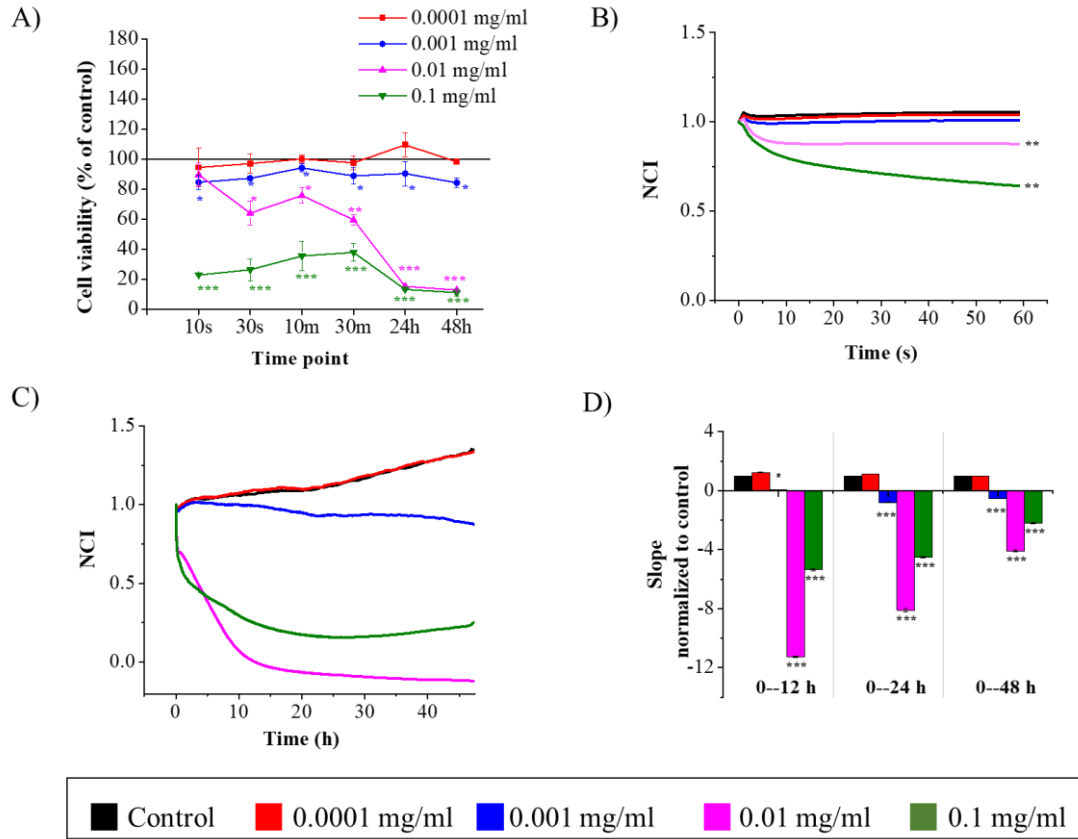 A)
0.0001 mg/ml
0.001 mg/ml
0.01 mg/ml
0.1 mg/ml
Cell viability (% of control)
180
160
140
120
100
80
60
40
20
0
*
*
*
*
*
*
*
*
**
***
***
***
***
***
***
***
***
10s
30s
10m
30m
24h
48h
Time point
B)
NCI
1.5
1.0
0.5
0.0
**
**
0
10
20
30
40
50
60
Time (s)
C)
NCI
1.5
1.0
0.5
0.0
0
10
20
30
40
Time (h)
D)
Slope
normalized to control
4
0
-4
-8
-12
*
***
***
***
***
***
***
***
***
0--12 h
0--24 h
0--48 h
Control
0.0001 mg/ml
0.001 mg/ml
0.01 mg/ml
0.1 mg/ml